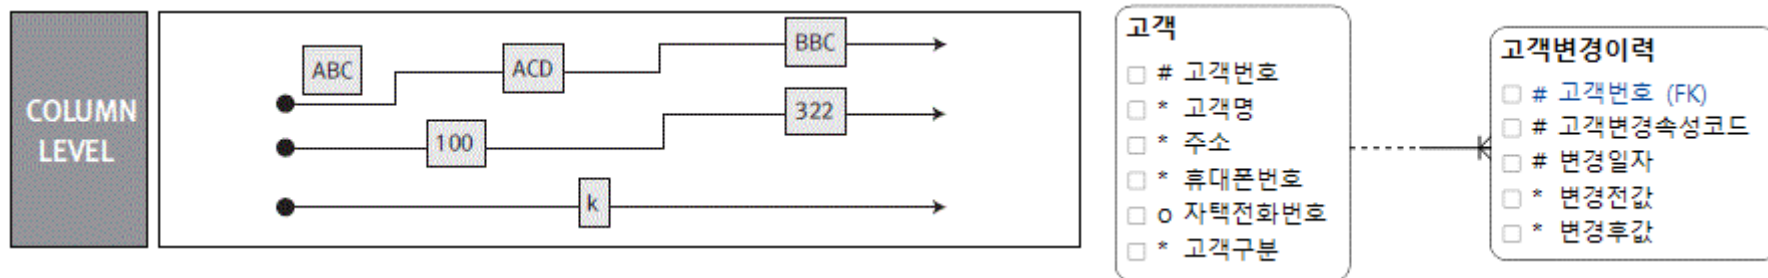 COLUMN
LEVEL
ABC
ACD
BBC
100
322
k
고객
# 고객번호
* 고객명
* 주소
* 휴대폰번호
o 자택전화번호
* 고객구분
고객변경이력
# 고객번호 (FK)
# 고객변경속성코드
# 변경일자
* 변경전값
* 변경후값